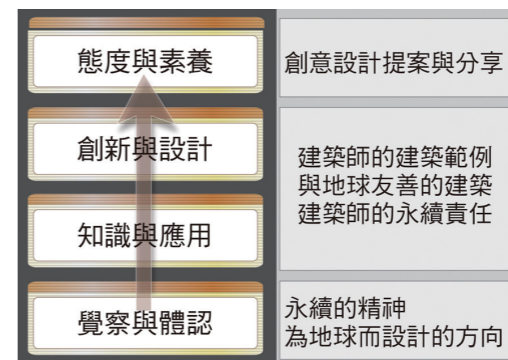 態度與素養
創意設計提案與分享
創新與設計
建築師的建築範例
與地球友善的建築
建築師的永續責任
知識與應用
覺察與體認
永續的精神
為地球而設計的方向